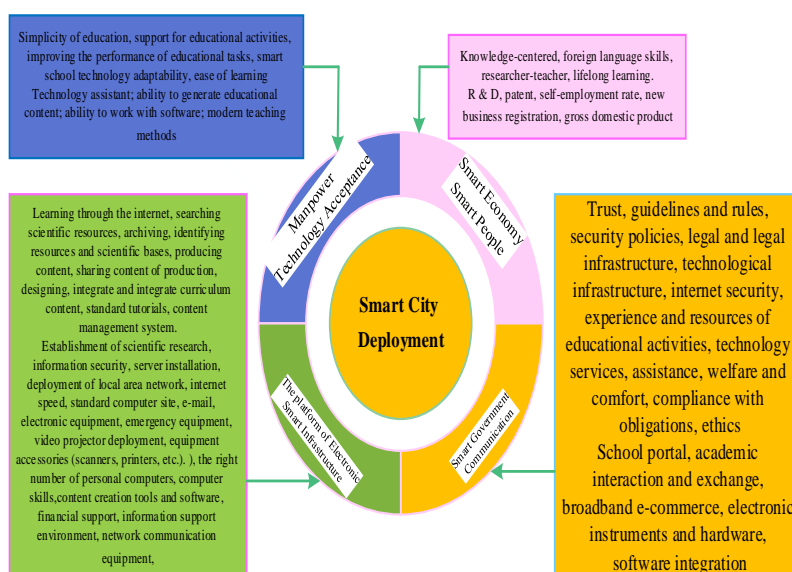 Simplicity of education, support for educational activities,
improving the performance of educational tasks, smart
school technology adaptability, ease of learning
Technology assistant; ability to generate educational
content; ability to work with software; modern teaching
methods
Knowledge-centered, foreign language skills,
researcher-teacher, lifelong learning.
R & D, patent, self-employment rate, new
business registration, gross domestic product
Manpower
Technology Acceptance
Smart Economy
Smart People
Learning through the internet, searching
scientific resources, archiving, identifying
resources and scientific bases, producing
content, sharing content of production,
designing, integrate and integrate curriculum
content, standard tutorials, content
management system.
Establishment of scientific research,
information security, server installation,
deployment of local area network, internet
speed, standard computer site, e-mail,
electronic equipment, emergency equipment,
video projector deployment, equipment
accessories (scanners, printers, etc.). ), the right
number of personal computers, computer
skills,content creation tools and software,
financial support, information support
environment, network communication
equipment,
Smart City
Deployment
The platform of Electronic
Smart Infrastructure
Smart Government
Communication
Trust, guidelines and rules,
security policies, legal and legal
infrastructure, technological
infrastructure, internet security,
experience and resources of
educational activities, technology
services, assistance, welfare and
comfort, compliance with
obligations, ethics
School portal, academic
interaction and exchange,
broadband e-commerce, electronic
instruments and hardware,
software integration